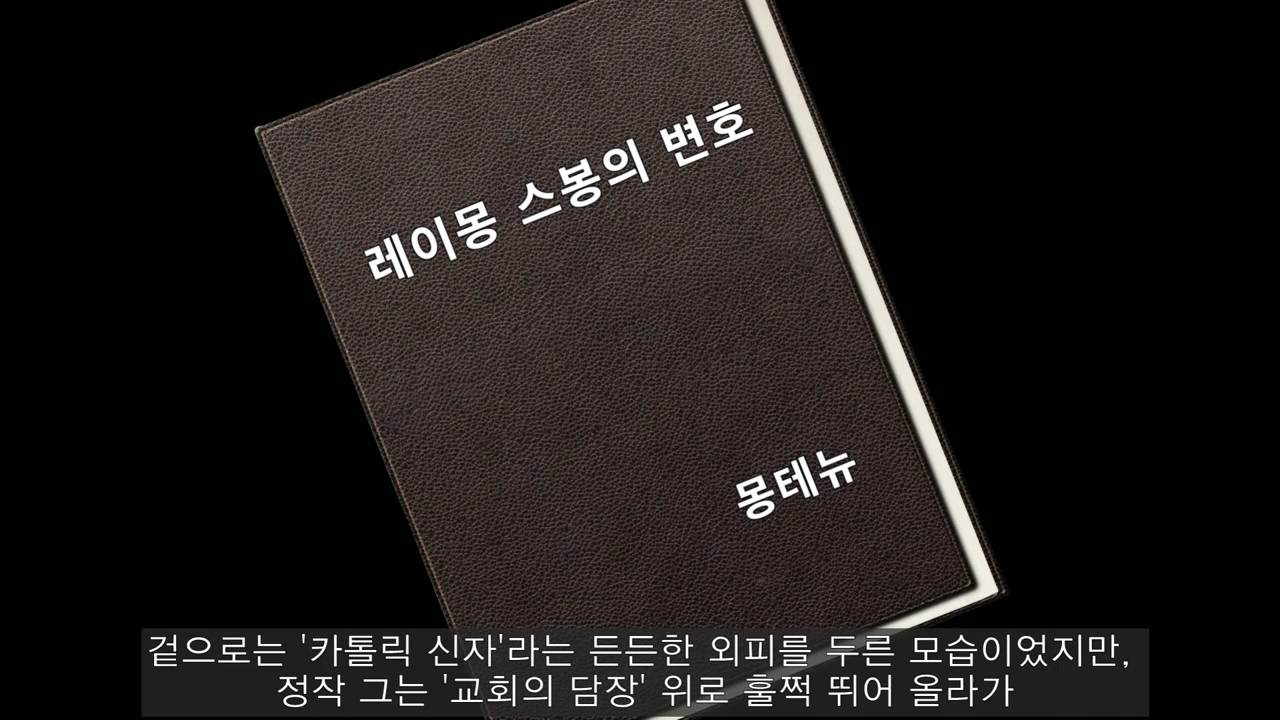 레이몽 스봉의 변호
몽테뉴
겉으로는 '카톨릭 신자'라는 든든한 외피를 두른 모습이었지만,
정작 그는 '교회의 담장' 위로 훌쩍 뛰어 올라가